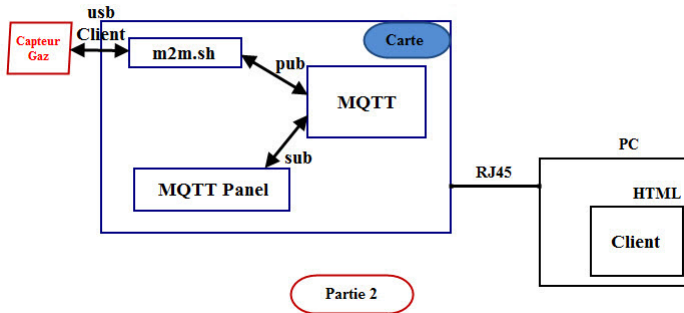 usb
Client
Capteur
Gaz
m2m.sh
Carte
pub
MQTT
sub
MQTT Panel
RJ45
PC
HTML
Client
Partie 2